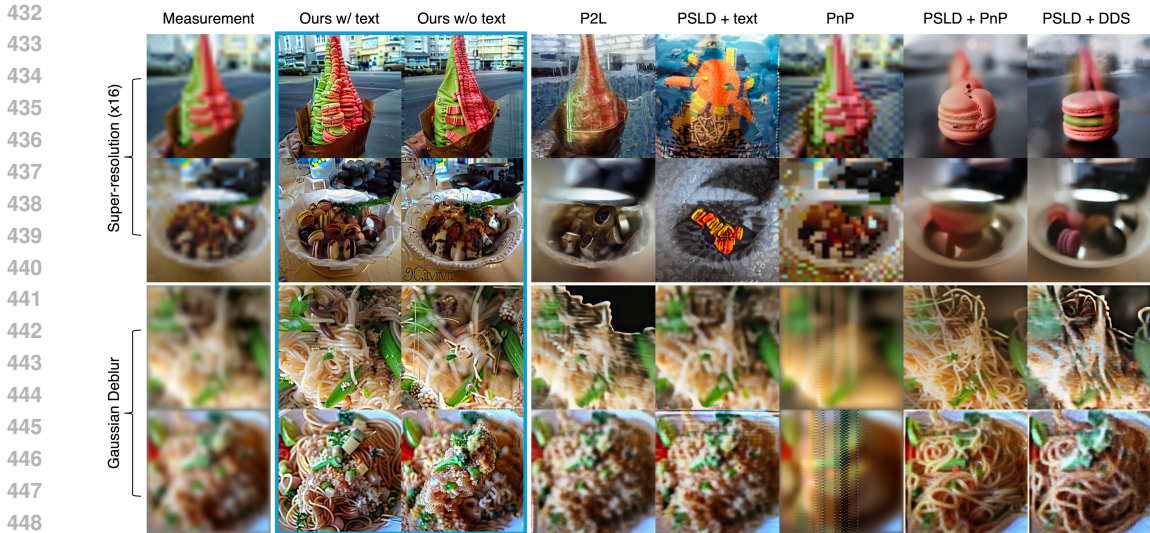 432
433
434
435
436
437
438
439
440
441
442
443
444
445
446
447
448
Measurement
Ours w/ text
Ours w/o text
P2L
PSLD + text
PnP
PSLD + PnP
PSLD + DDS
Super-resolution (x16)
Gaussian Deblur